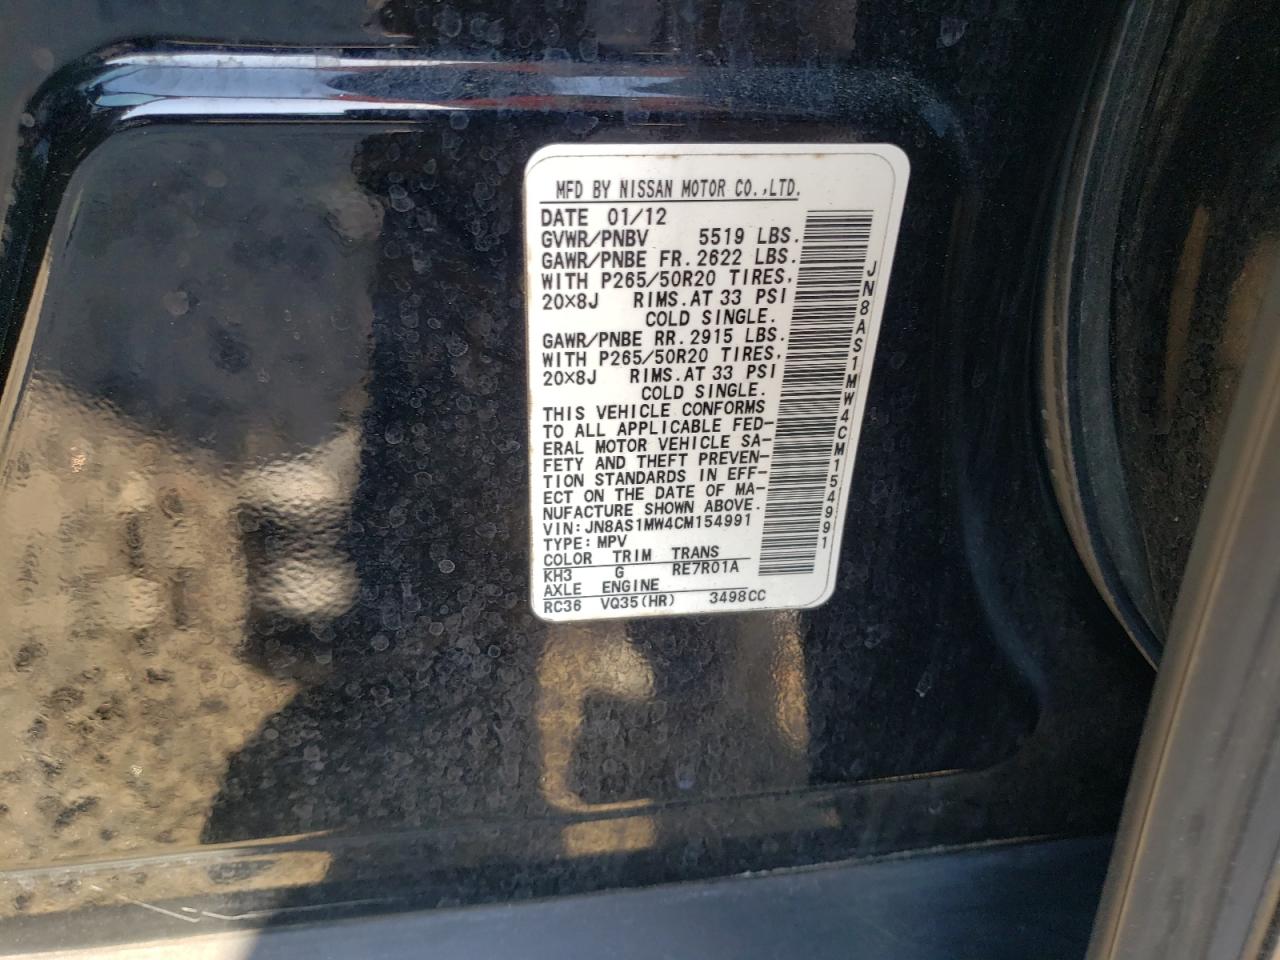 MFD BY NISSAN MOTOR CO.,LTD.
DATE 01/12
GVWR/PNBV 5519 LBS.
GAWR/PNBE FR. 2622 LBS.
WITH P265/50R20 TIRES,
20×8J RIMS. AT 33 PSI
COLD SINGLE.
GAWR/PNBE RR. 2915 LBS.
WITH P265/50R20 TIRES,
20×8J RIMS. AT 33 PSI
COLD SINGLE.
THIS VEHICLE CONFORMS
TO ALL APPLICABLE FED-
ERAL MOTOR VEHICLE SA-
FETY AND THEFT PREVEN-
TION STANDARDS IN EFF-
ECT ON THE DATE OF MA-
NUFACTURE SHOWN ABOVE.
VIN: JN8AS1MW4CM154991
TYPE: MPV
COLOR TRIM TRANS
KH3 G RE7R01A
AXLE ENGINE
RC36 VQ35(HR) 3498CC
JN8AS1MW4CM154991